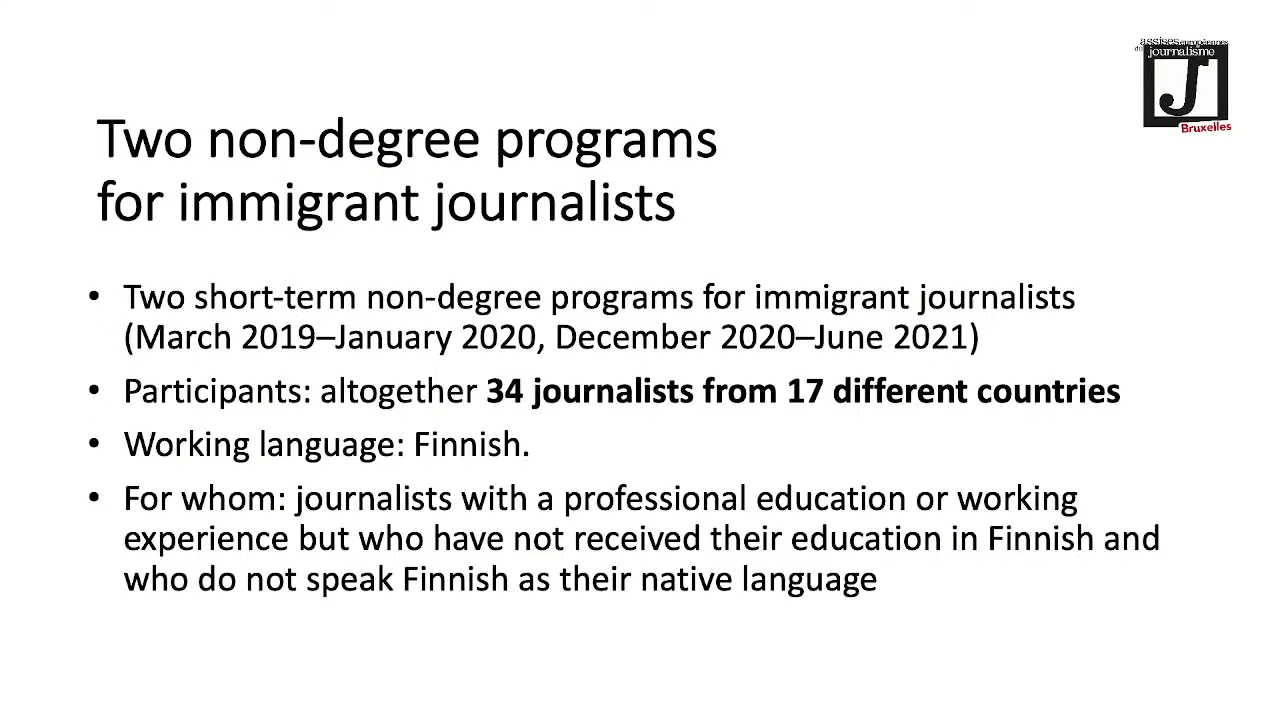 assises européennes
du journalisme
J
Bruxelles
Two non-degree programs
for immigrant journalists
• Two short-term non-degree programs for immigrant journalists
(March 2019–January 2020, December 2020–June 2021)
• Participants: altogether 34 journalists from 17 different countries
• Working language: Finnish.
• For whom: journalists with a professional education or working
experience but who have not received their education in Finnish and
who do not speak Finnish as their native language